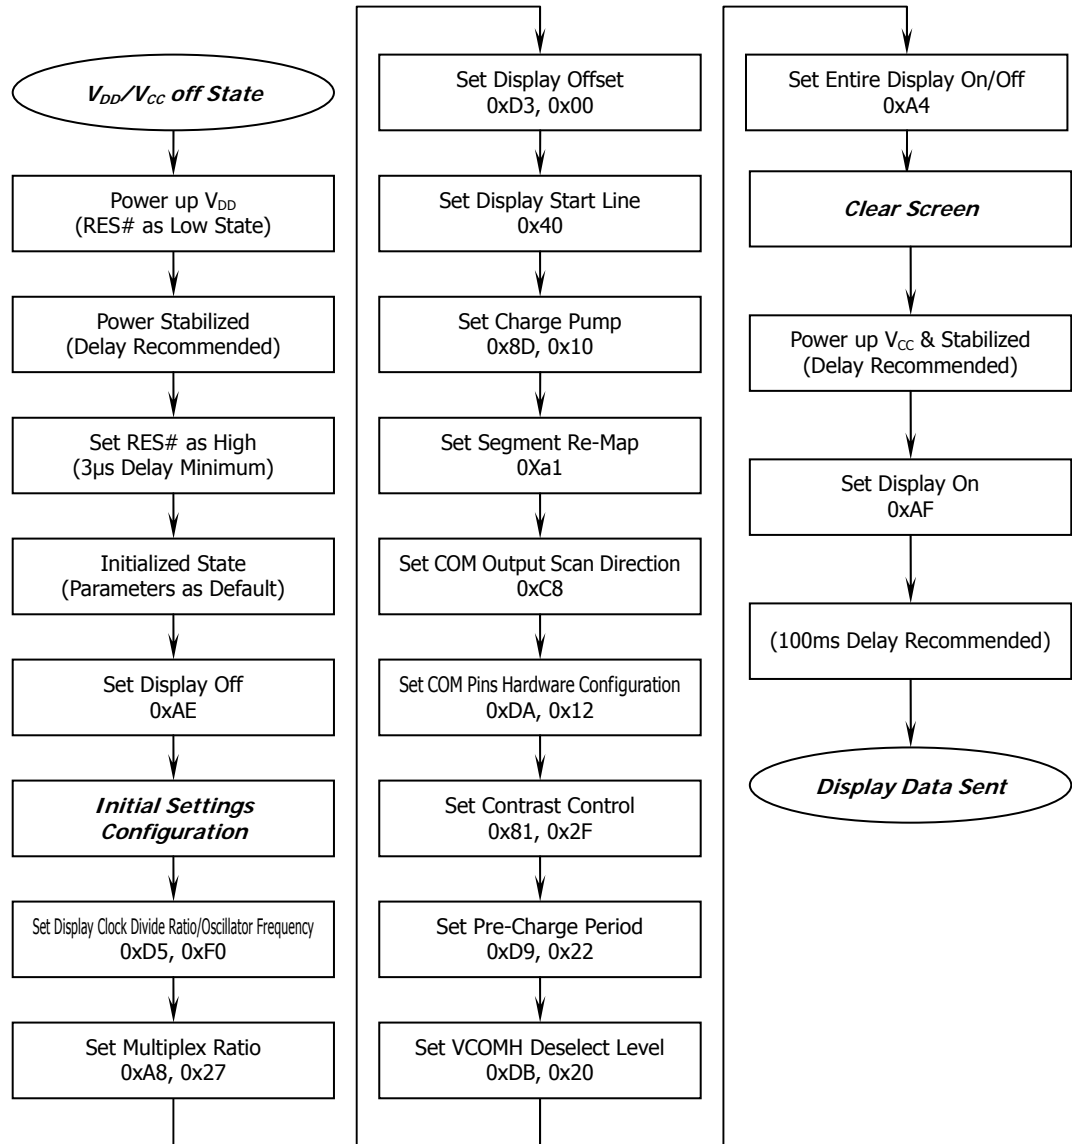 V_DD/V_CC off State
Power up V_DD
(RES# as Low State)
Power Stabilized
(Delay Recommended)
Set RES# as High
(3µs Delay Minimum)
Initialized State
(Parameters as Default)
Set Display Off
0xAE
Initial Settings
Configuration
Set Display Clock Divide Ratio/Oscillator Frequency
0xD5, 0xF0
Set Multiplex Ratio
0xA8, 0x27
Set Display Offset
0xD3, 0x00
Set Display Start Line
0x40
Set Charge Pump
0x8D, 0x10
Set Segment Re-Map
0Xa1
Set COM Output Scan Direction
0xC8
Set COM Pins Hardware Configuration
0xDA, 0x12
Set Contrast Control
0x81, 0x2F
Set Pre-Charge Period
0xD9, 0x22
Set VCOMH Deselect Level
0xDB, 0x20
Set Entire Display On/Off
0xA4
Clear Screen
Power up V_CC & Stabilized
(Delay Recommended)
Set Display On
0xAF
(100ms Delay Recommended)
Display Data Sent